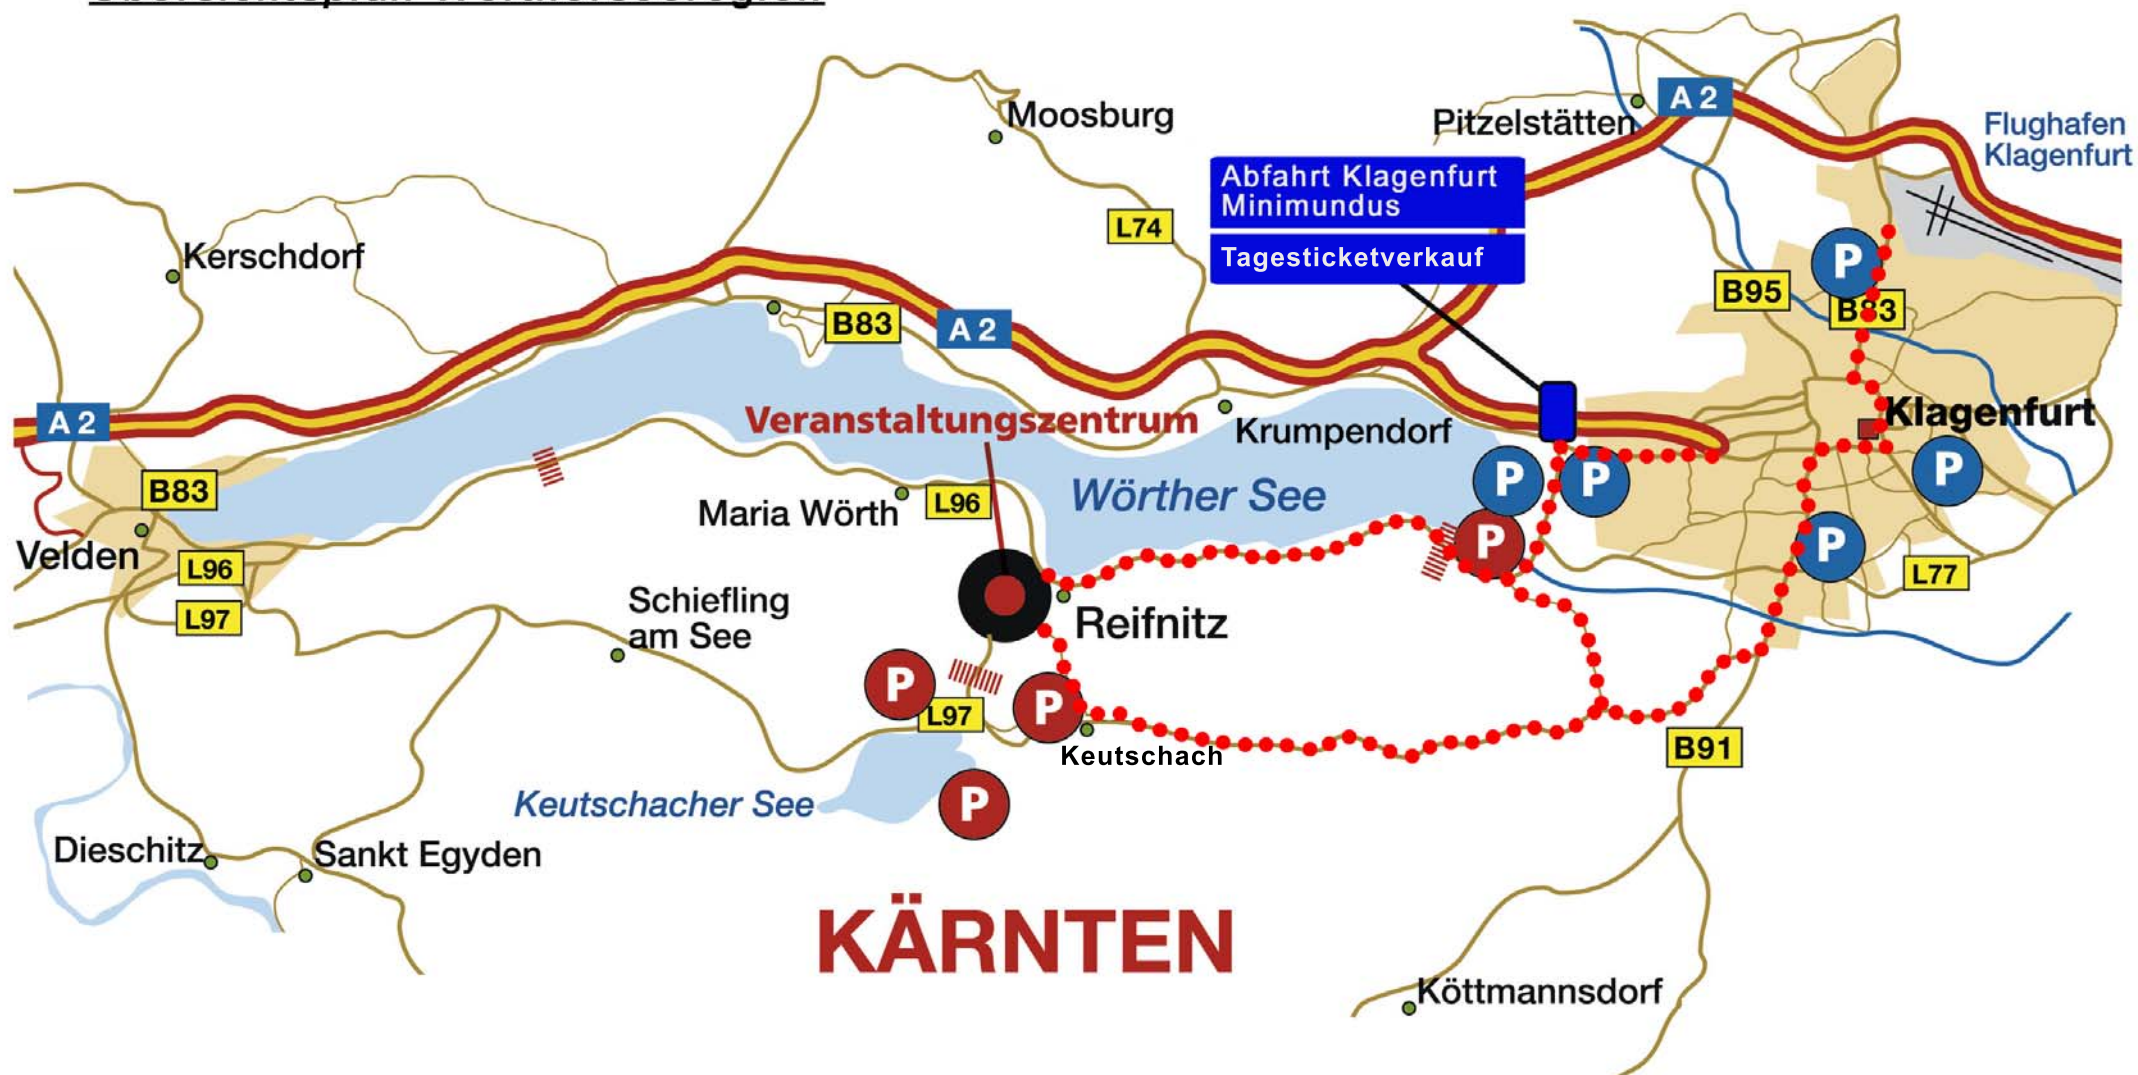 Moosburg
Pitzelstätten
A 2
Flughafen
Klagenfurt
Abfahrt Klagenfurt
Minimundus
Tagesticketverkauf
L74
Kerschdorf
P
B95
B83
B83
A 2
A 2
Veranstaltungszentrum
Krumpendorf
Klagenfurt
B83
Maria Wörth
L96
Wörther See
P
P
P
P
P
Velden
L96
L77
L97
Schiefling
am See
Reifnitz
P
L97
P
Keutschach
B91
Keutschacher See
P
Dieschitz
Sankt Egyden
KÄRNTEN
Köttmannsdorf